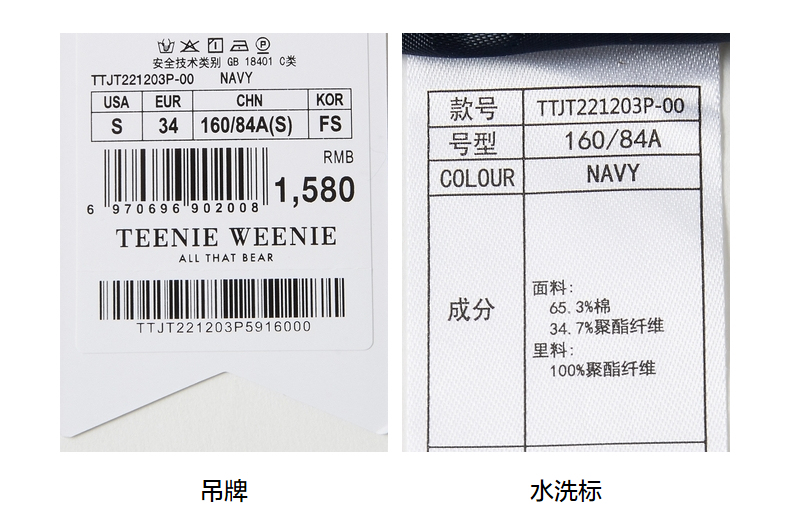 安全技术类别 GB 18401 C类
TTJT221203P-00 NAVY
USA EUR CHN KOR
S 34 160/84A(S) FS
RMB
1,580
6 970696 902008
TEENIE WEENIE
ALL THAT BEAR
TTJT221203P5916000
吊牌
款号 TTJT221203P-00
号型 160/84A
COLOUR NAVY
成分
面料:
65.3%棉
34.7%聚酯纤维
里料:
100%聚酯纤维
水洗标